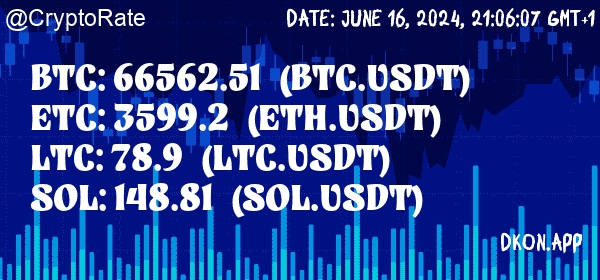 @CryptoRate
DATE: JUNE 16, 2024, 21:06:07 GMT+1
BTC: 66562.51 (BTC.USDT)
ETC: 3599.2 (ETH.USDT)
LTC: 78.9 (LTC.USDT)
SOL: 148.81 (SOL.USDT)
DKON.APP